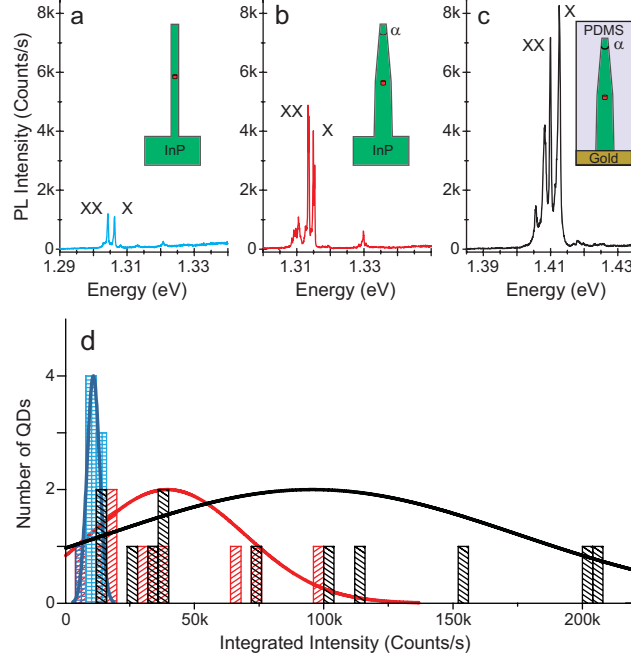 a
b
c
PL Intensity (Counts/s)
8k
6k
4k
2k
0
XX X
InP
1.29 1.31 1.33
Energy (eV)
8k
6k
4k
2k
0
XX
X
α
InP
1.31 1.33
Energy (eV)
8k
6k
4k
2k
0
X
XX
PDMS
α
Gold
1.39 1.41 1.43
Energy (eV)
d
Number of QDs
4
2
0
0 50k 100k 150k 200k
Integrated Intensity (Counts/s)